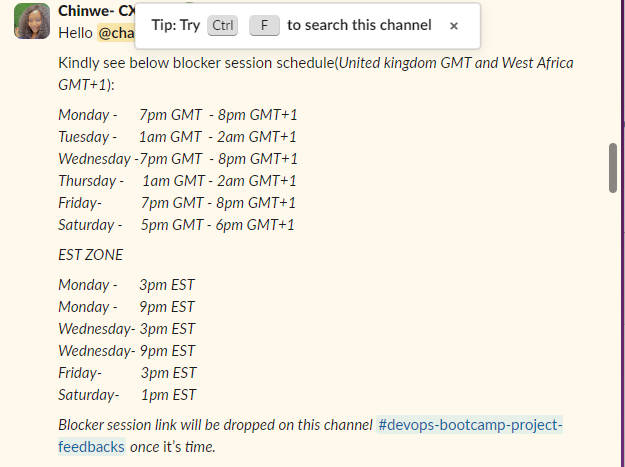 Chinwe- CX
Tip: Try Ctrl F to search this channel ×
Hello @cha
Kindly see below blocker session schedule(United kingdom GMT and West Africa
GMT+1):
Monday - 7pm GMT - 8pm GMT+1
Tuesday - 1am GMT - 2am GMT+1
Wednesday -7pm GMT - 8pm GMT+1
Thursday - 1am GMT - 2am GMT+1
Friday- 7pm GMT - 8pm GMT+1
Saturday - 5pm GMT - 6pm GMT+1
EST ZONE
Monday - 3pm EST
Monday - 9pm EST
Wednesday- 3pm EST
Wednesday- 9pm EST
Friday- 3pm EST
Saturday- 1pm EST
Blocker session link will be dropped on this channel #devops-bootcamp-project-
feedbacks once it's time.